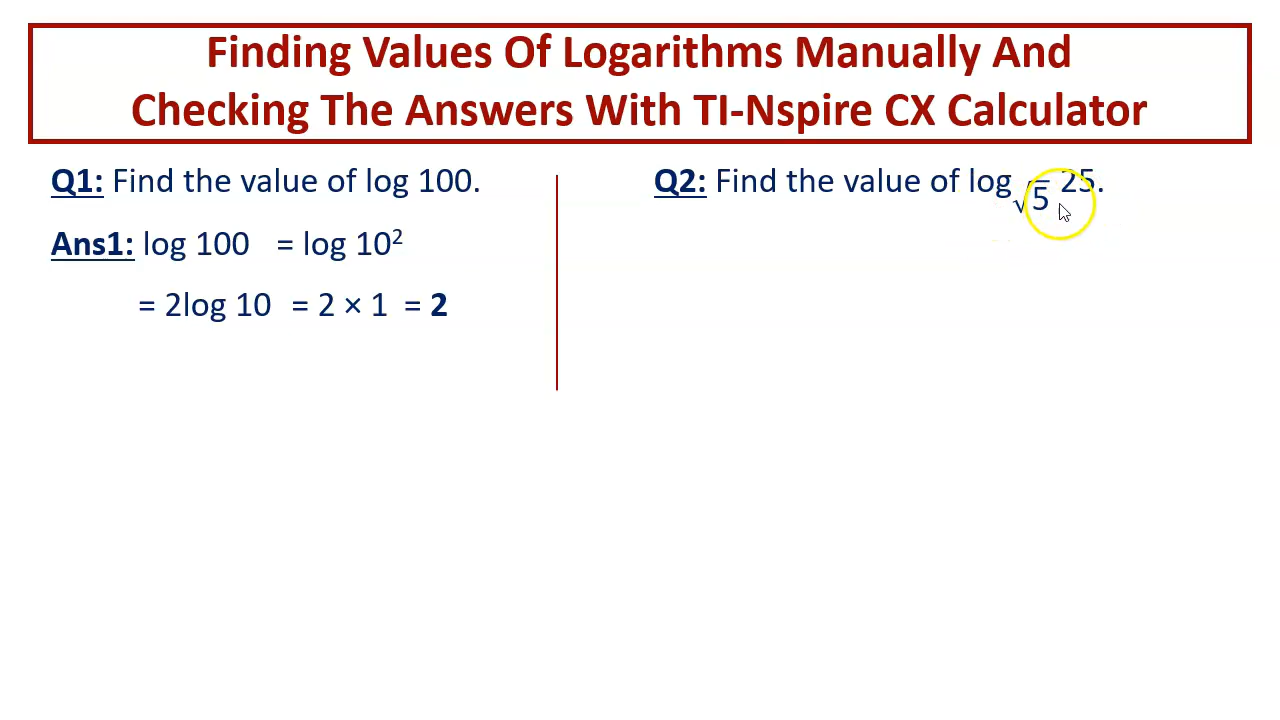 Finding Values Of Logarithms Manually And
Checking The Answers With TI-Nspire CX Calculator
Q1: Find the value of log 100.
Ans1: log 100 = log 10²
= 2log 10 = 2 × 1 = 2
Q2: Find the value of log √5 25.